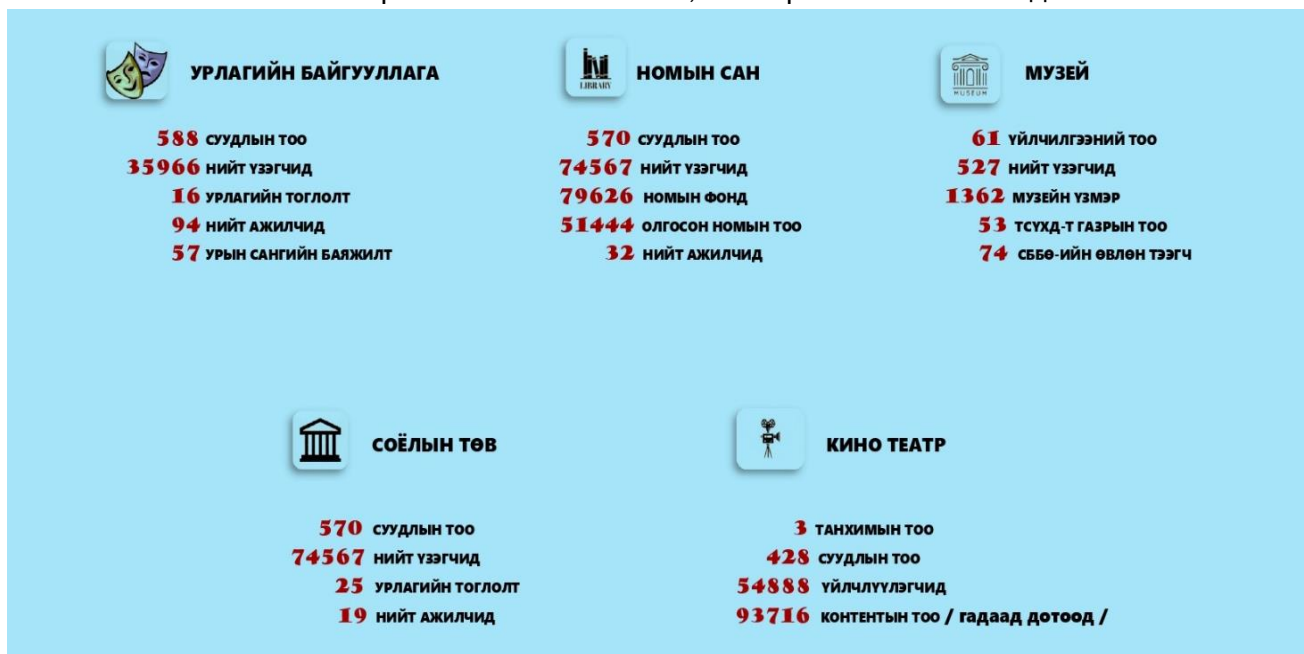 УРЛАГИЙН БАЙГУУЛЛАГА
588 СУУДЛЫН ТОО
35966 НИЙТ ҮЗЭГЧИД
16 УРЛАГИЙН ТОГЛОЛТ
94 НИЙТ АЖИЛЧИД
57 УРЫН САНГИЙН БАЯЖИЛТ
LIBRARY
НОМЫН САН
570 СУУДЛЫН ТОО
74567 НИЙТ ҮЗЭГЧИД
79626 НОМЫН ФОНД
51444 ОЛГОСОН НОМЫН ТОО
32 НИЙТ АЖИЛЧИД
MUSEUM
МУЗЕЙ
61 ҮЙЛЧИЛГЭЭНИЙ ТОО
527 НИЙТ ҮЗЭГЧИД
1362 МУЗЕЙН ҮЗМЭР
53 ТСҮХД-Т ГАЗРЫН ТОО
74 СББӨ-ИЙН ӨВЛӨН ТЭЭГЧ
СОЁЛЫН ТӨВ
570 СУУДЛЫН ТОО
74567 НИЙТ ҮЗЭГЧИД
25 УРЛАГИЙН ТОГЛОЛТ
19 НИЙТ АЖИЛЧИД
КИНО ТЕАТР
3 ТАНХИМЫН ТОО
428 СУУДЛЫН ТОО
54888 ҮЙЛЧЛҮҮЛЭГЧИД
93716 КОНТЕНТЫН ТОО / гадаад дотоод /